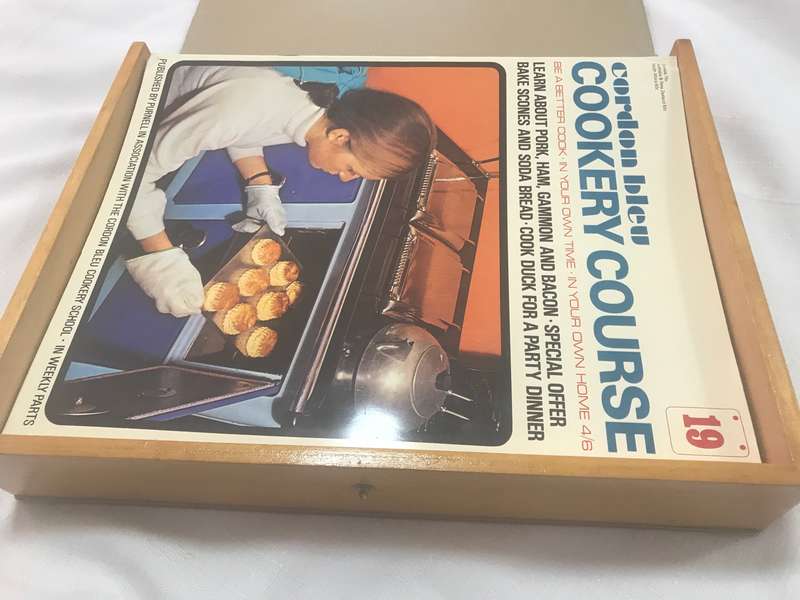 cordon bleu
COOKERY COURSE
19
BE A BETTER COOK · IN YOUR OWN TIME · IN YOUR OWN HOME 4/6
LEARN ABOUT PORK, HAM, GAMMON AND BACON · SPECIAL OFFER
BAKE SCONES AND SODA BREAD · COOK DUCK FOR A PARTY DINNER
PUBLISHED BY PURNELL IN ASSOCIATION WITH THE CORDON BLEU COOKERY SCHOOL · IN WEEKLY PARTS